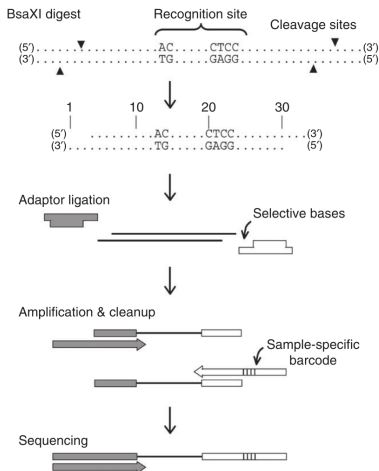 BsaXI digest
Recognition site
Cleavage sites
(5′)............AC.....CTCC................(3′)
(3′)............TG.....GAGG................(5′)
1 10 20 30
(5′) .........AC.....CTCC..........(3′)
(3′)............TG.....GAGG....... (5′)
Adaptor ligation
Selective bases
Amplification & cleanup
Sample-specific
barcode
Sequencing